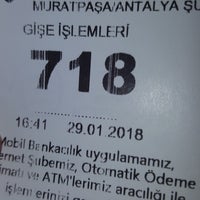 MURATPAŞA/ANTALYA ŞU
GİŞE İŞLEMLERİ
718
16:41 29.01.2018
Mobil Bankacılık uygulamamız,
ernet Şubemiz, Otomatik Ödeme
imatı ve ATM'lerimiz aracılığı ile
işlemlerinizi